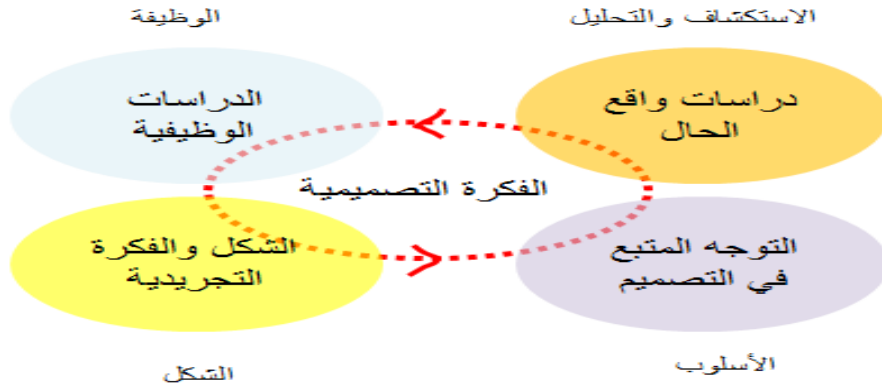 الاستكشاف والتحليل
الوظيفة
دراسات واقع
الحال
الدراسات
الوظيفية
الفكرة التصميمية
التوجه المتبع
في التصميم
الشكل والفكرة
التجريدية
الأسلوب
الشكل